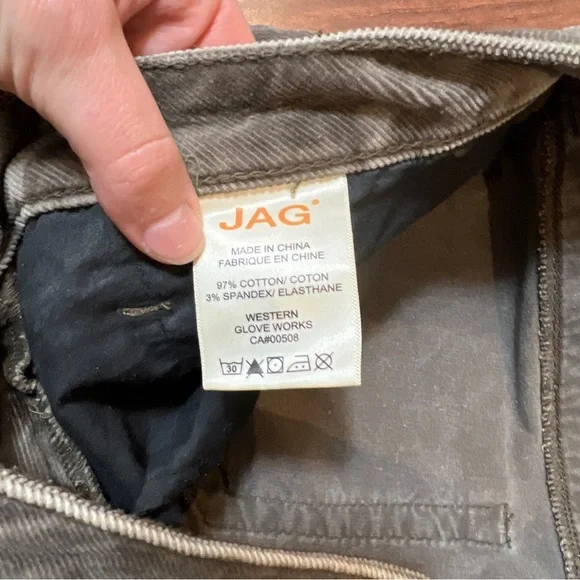 JAG®
MADE IN CHINA
FABRIQUE EN CHINE
97% COTTON/ COTON
3% SPANDEX/ ELASTHANE
WESTERN
GLOVE WORKS
CA#00508
30